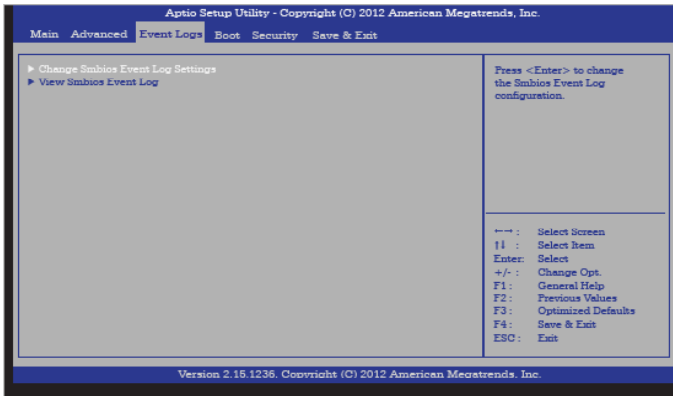 Aptio Setup Utility - Copyright (C) 2012 American Megatrends, Inc.
Main Advanced Event Logs Boot Security Save & Exit
▶ Change Smbios Event Log Settings
▶ View Smbios Event Log
Press <Enter> to change
the Smbios Event Log
configuration.
←→ : Select Screen
↑↓ : Select Item
Enter: Select
+/- : Change Opt.
F1 : General Help
F2 : Previous Values
F3 : Optimized Defaults
F4 : Save & Exit
ESC : Exit
Version 2.15.1236. Copyright (C) 2012 American Megatrends, Inc.